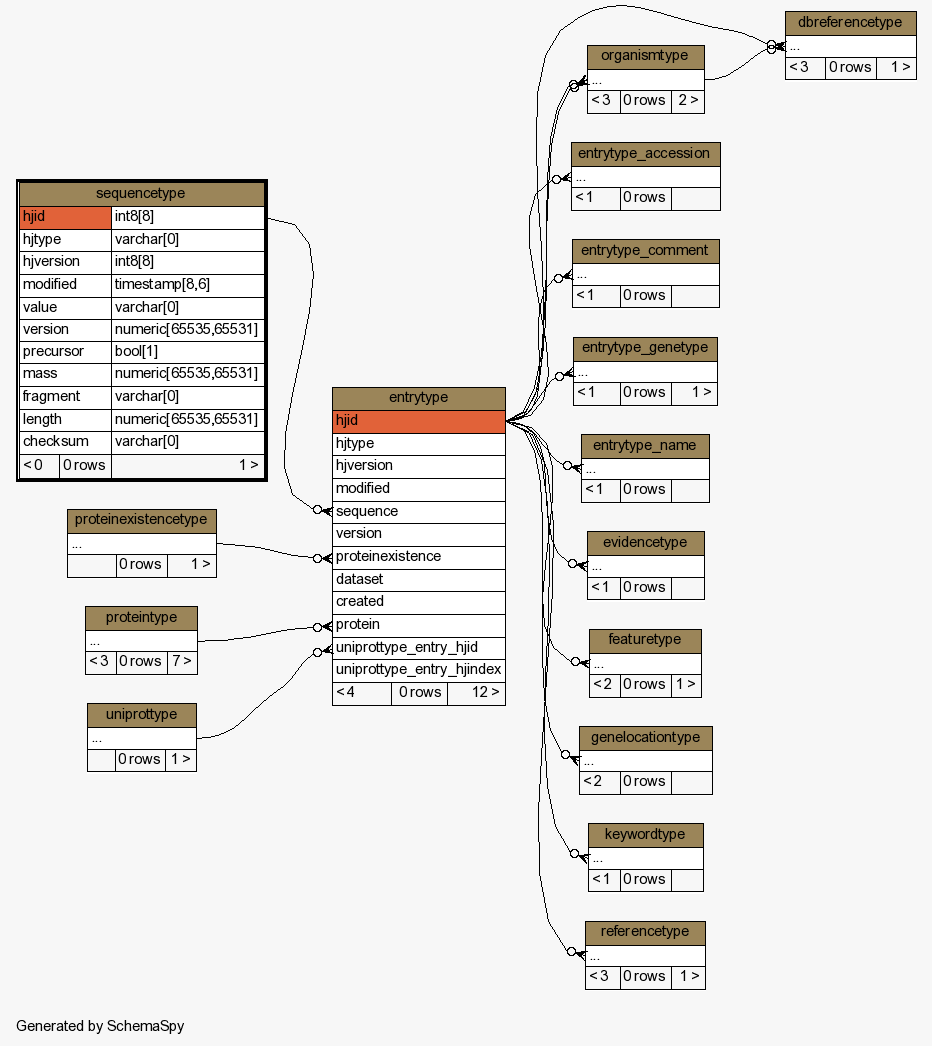 dbreferencetype
...
< 3 0 rows 1 >
organismtype
...
< 3 0 rows 2 >
entrytype_accession
...
< 1 0 rows
sequencetype
hjid int8[8]
hjtype varchar[0]
hjversion int8[8]
modified timestamp[8,6]
value varchar[0]
version numeric[65535,65531]
precursor bool[1]
mass numeric[65535,65531]
fragment varchar[0]
length numeric[65535,65531]
checksum varchar[0]
< 0 0 rows 1 >
entrytype_comment
...
< 1 0 rows
entrytype_genetype
...
< 1 0 rows 1 >
entrytype
hjid
hjtype
hjversion
modified
sequence
version
proteinexistence
dataset
created
protein
uniprottype_entry_hjid
uniprottype_entry_hjindex
< 4 0 rows 12 >
entrytype_name
...
< 1 0 rows
proteinexistencetype
...
0 rows 1 >
evidencetype
...
< 1 0 rows
proteintype
...
< 3 0 rows 7 >
featuretype
...
< 2 0 rows 1 >
uniprottype
...
0 rows 1 >
genelocationtype
...
< 2 0 rows
keywordtype
...
< 1 0 rows
referencetype
...
< 3 0 rows 1 >
Generated by SchemaSpy